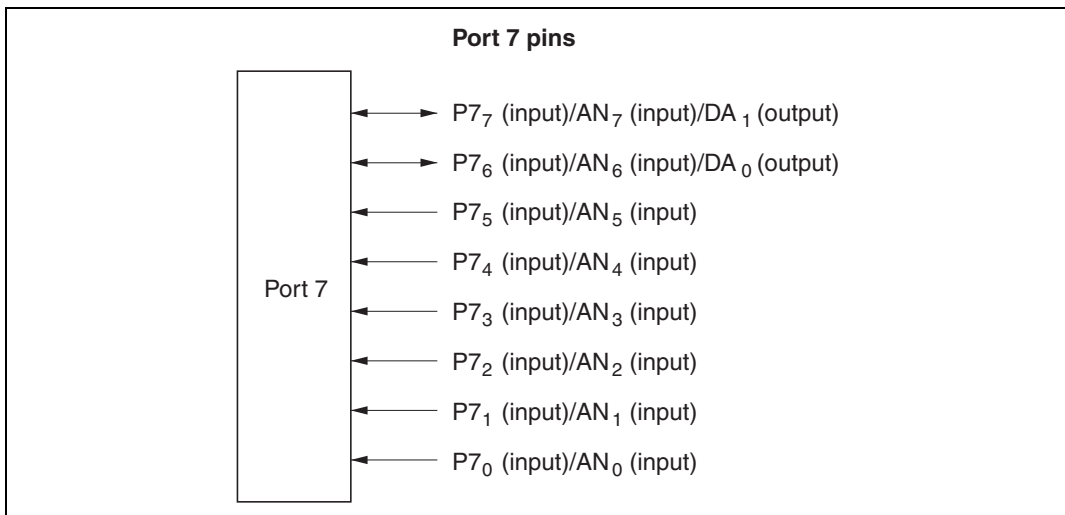 Port 7 pins
P7₇ (input)/AN₇ (input)/DA₁ (output)
P7₆ (input)/AN₆ (input)/DA₀ (output)
P7₅ (input)/AN₅ (input)
P7₄ (input)/AN₄ (input)
Port 7
P7₃ (input)/AN₃ (input)
P7₂ (input)/AN₂ (input)
P7₁ (input)/AN₁ (input)
P7₀ (input)/AN₀ (input)